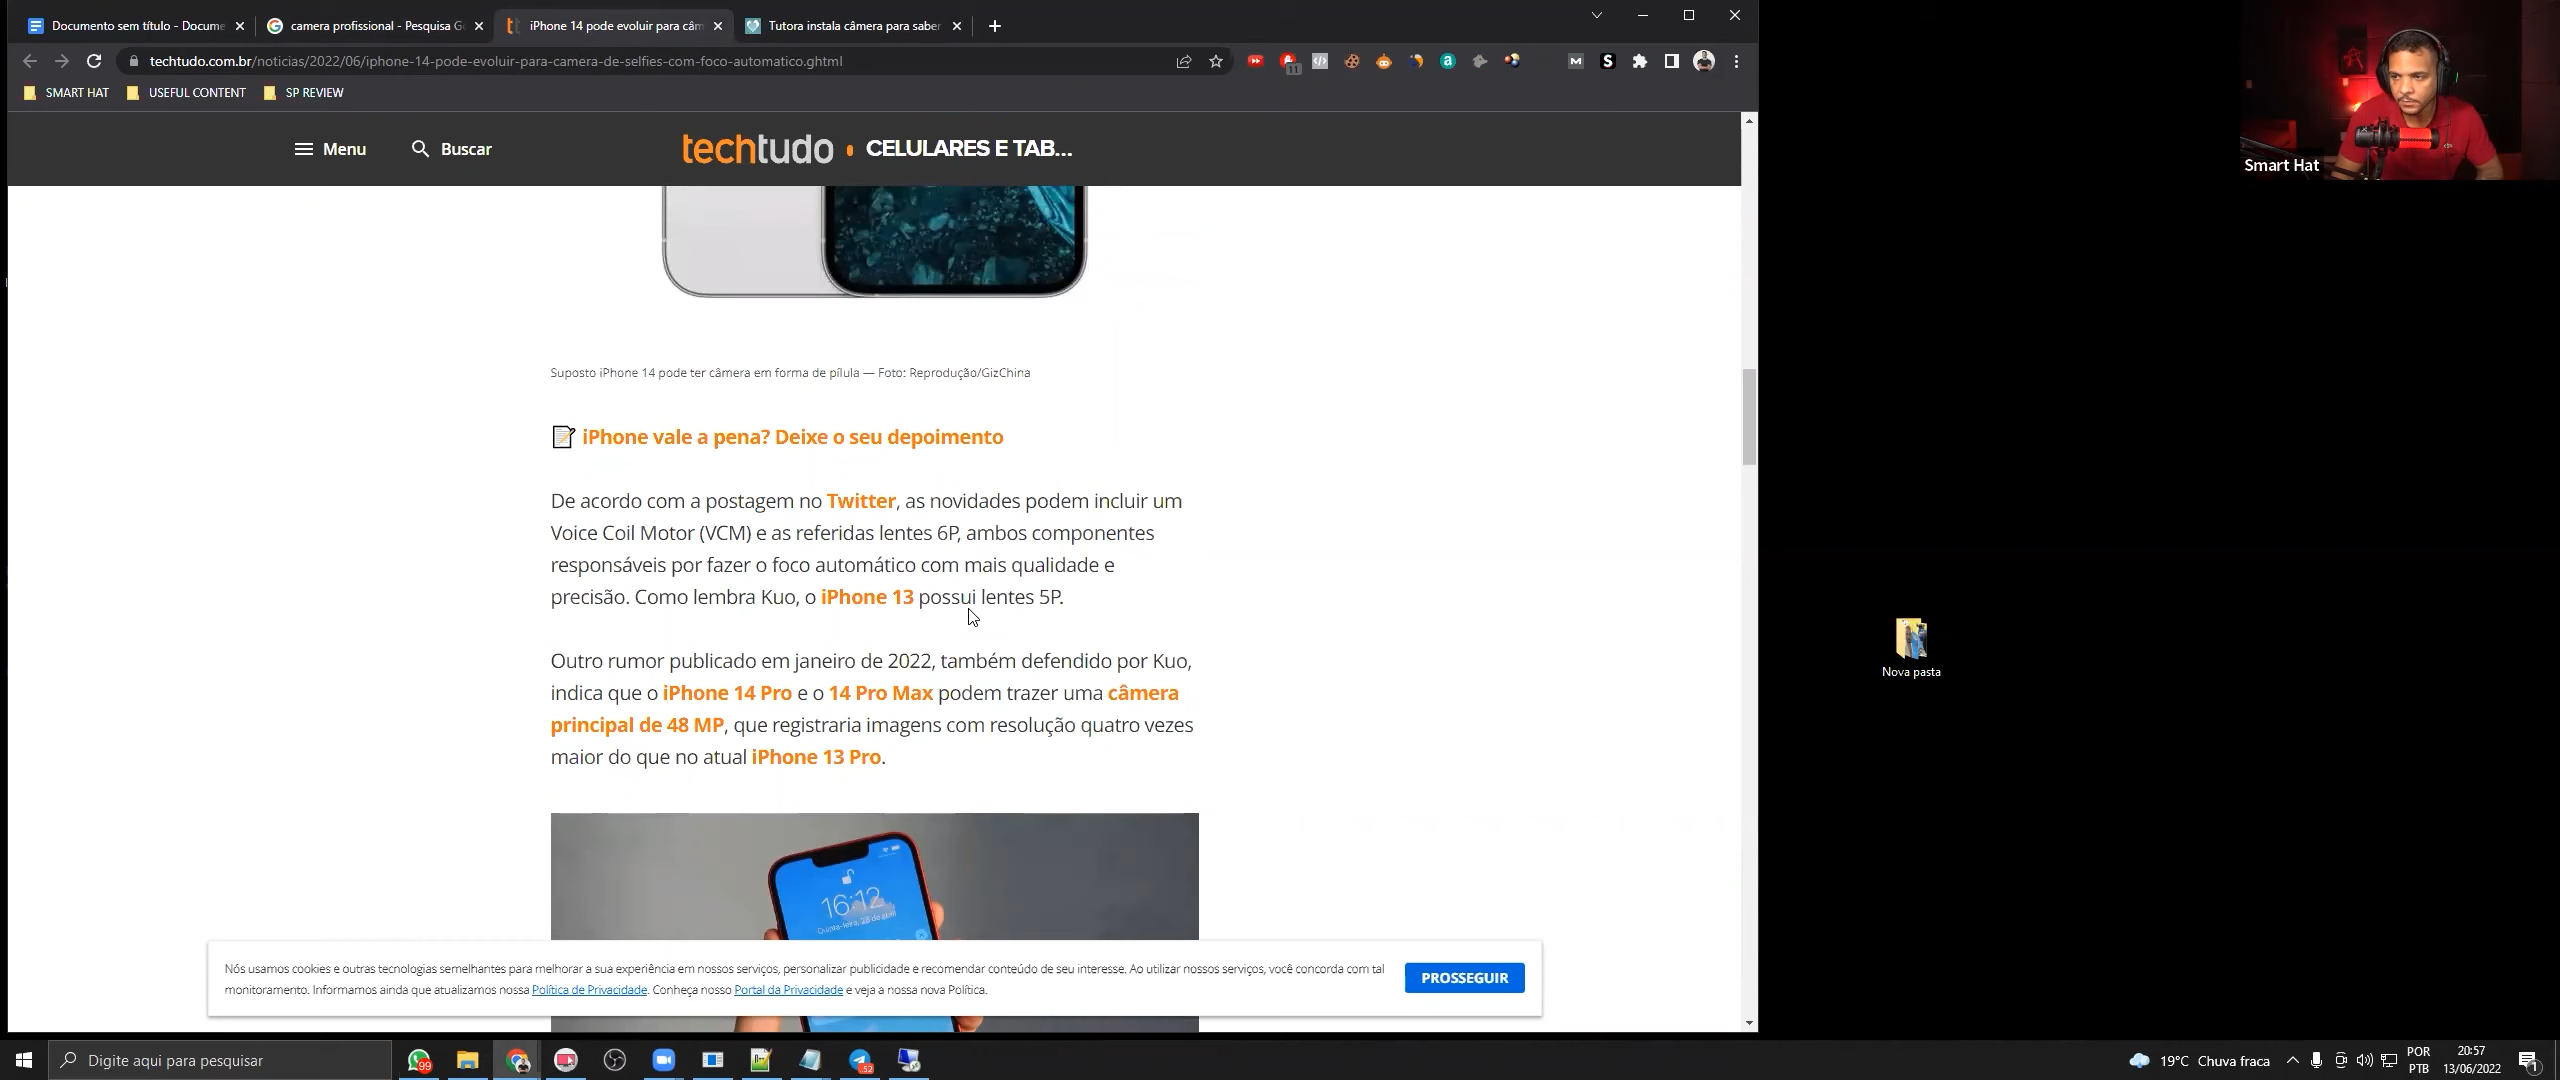 Documento sem título - Docume
camera profissional - Pesquisa G
iPhone 14 pode evoluir para câm
Tutora instala câmera para saber
techtudo.com.br/noticias/2022/06/iphone-14-pode-evoluir-para-camera-de-selfies-com-foco-automatico.ghtml
11
SMART HAT
USEFUL CONTENT
SP REVIEW
Menu
Buscar
techtudo
CELULARES E TAB...
Smart Hat
Suposto iPhone 14 pode ter câmera em forma de pílula — Foto: Reprodução/GizChina
iPhone vale a pena? Deixe o seu depoimento
De acordo com a postagem no Twitter, as novidades podem incluir um
Voice Coil Motor (VCM) e as referidas lentes 6P, ambos componentes
responsáveis por fazer o foco automático com mais qualidade e
precisão. Como lembra Kuo, o iPhone 13 possui lentes 5P.
Outro rumor publicado em janeiro de 2022, também defendido por Kuo,
indica que o iPhone 14 Pro e o 14 Pro Max podem trazer uma câmera
principal de 48 MP, que registraria imagens com resolução quatro vezes
maior do que no atual iPhone 13 Pro.
Nova pasta
16:12
Quinta-feira, 28 de abril
Nós usamos cookies e outras tecnologias semelhantes para melhorar a sua experiência em nossos serviços, personalizar publicidade e recomendar conteúdo de seu interesse. Ao utilizar nossos serviços, você concorda com tal
monitoramento. Informamos ainda que atualizamos nossa Política de Privacidade. Conheça nosso Portal da Privacidade e veja a nossa nova Política.
PROSSEGUIR
Digite aqui para pesquisar
99
52
19°C Chuva fraca
POR
PTB
20:57
13/06/2022
1